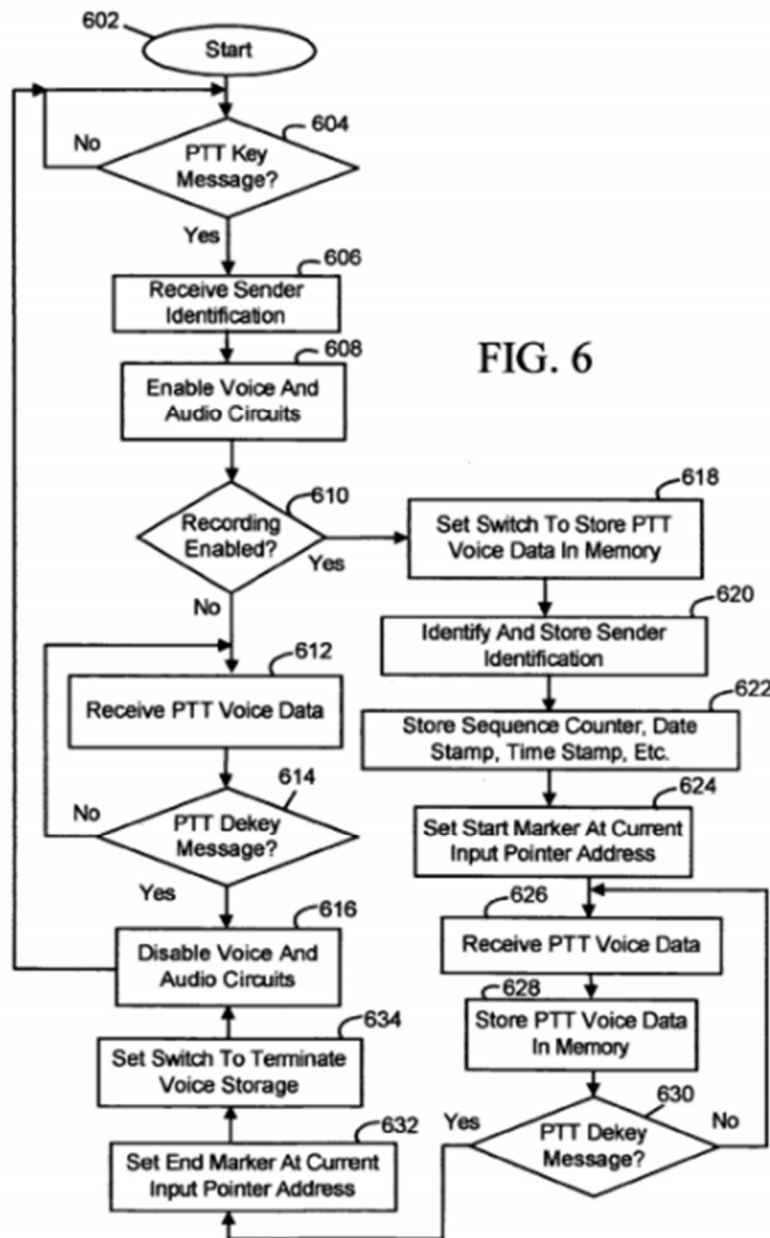 602
Start
604
No
PTT Key
Message?
Yes
606
Receive Sender
Identification
608
Enable Voice And
Audio Circuits
FIG. 6
610
Recording
Enabled?
Yes
No
618
Set Switch To Store PTT
Voice Data In Memory
620
Identify And Store Sender
Identification
612
Receive PTT Voice Data
622
Store Sequence Counter, Date
Stamp, Time Stamp, Etc.
614
No
PTT Dekey
Message?
Yes
624
Set Start Marker At Current
Input Pointer Address
616
Disable Voice And
Audio Circuits
626
Receive PTT Voice Data
628
Store PTT Voice Data
In Memory
634
Set Switch To Terminate
Voice Storage
630
Yes
No
PTT Dekey
Message?
632
Set End Marker At Current
Input Pointer Address